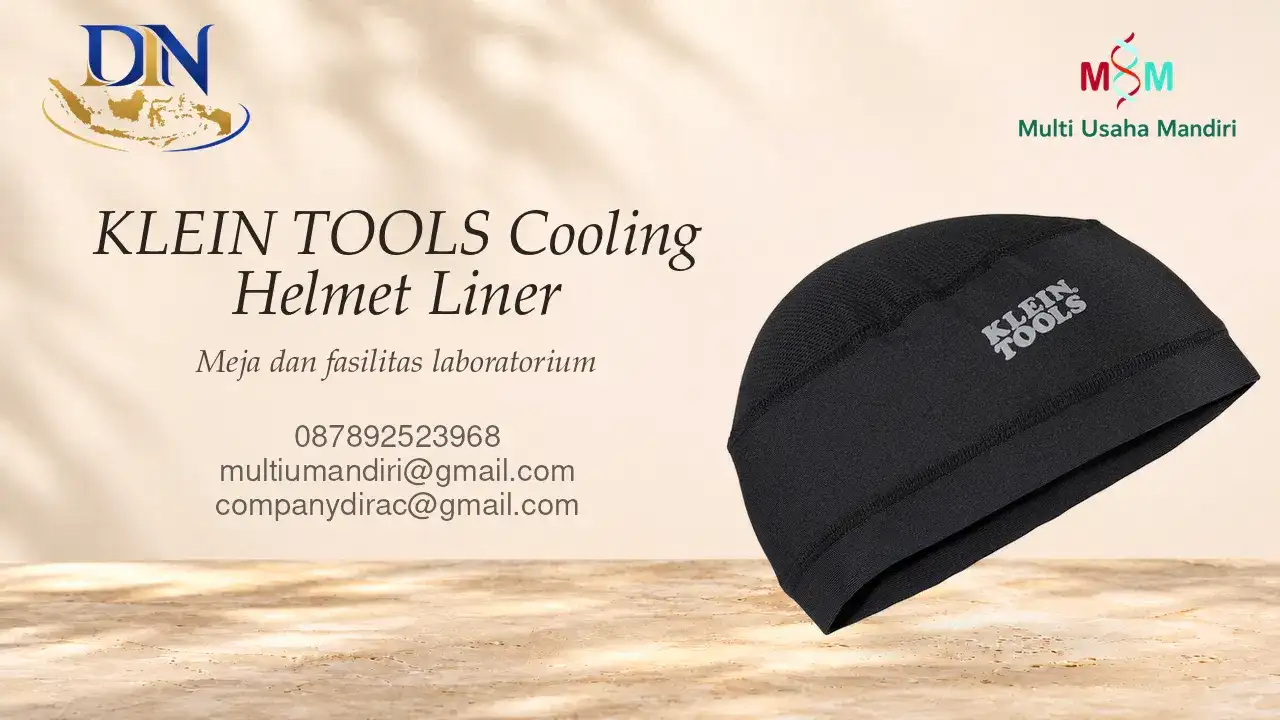 DIN
MSM
Multi Usaha Mandiri
KLEIN TOOLS Cooling
Helmet Liner
Meja dan fasilitas laboratorium
087892523968
multiumandiri@gmail.com
companydirac@gmail.com
KLEIN
TOOLS